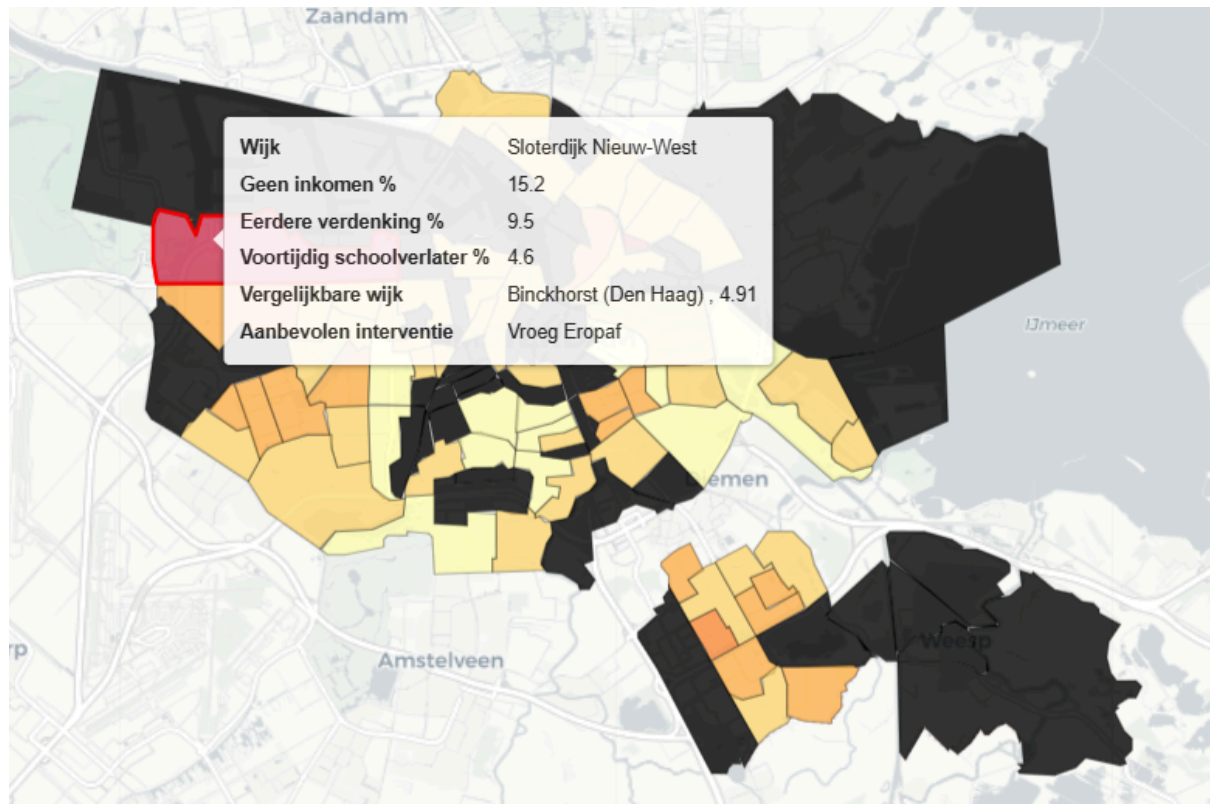 Zaandam
Wijk Sloterdijk Nieuw-West
Geen inkomen % 15.2
Eerdere verdenking % 9.5
Voortijdig schoolverlater % 4.6
Vergelijkbare wijk Binckhorst (Den Haag) , 4.91
Aanbevolen interventie Vroeg Eropaf
IJmeer
Diemen
Weesp
rp
Amstelveen